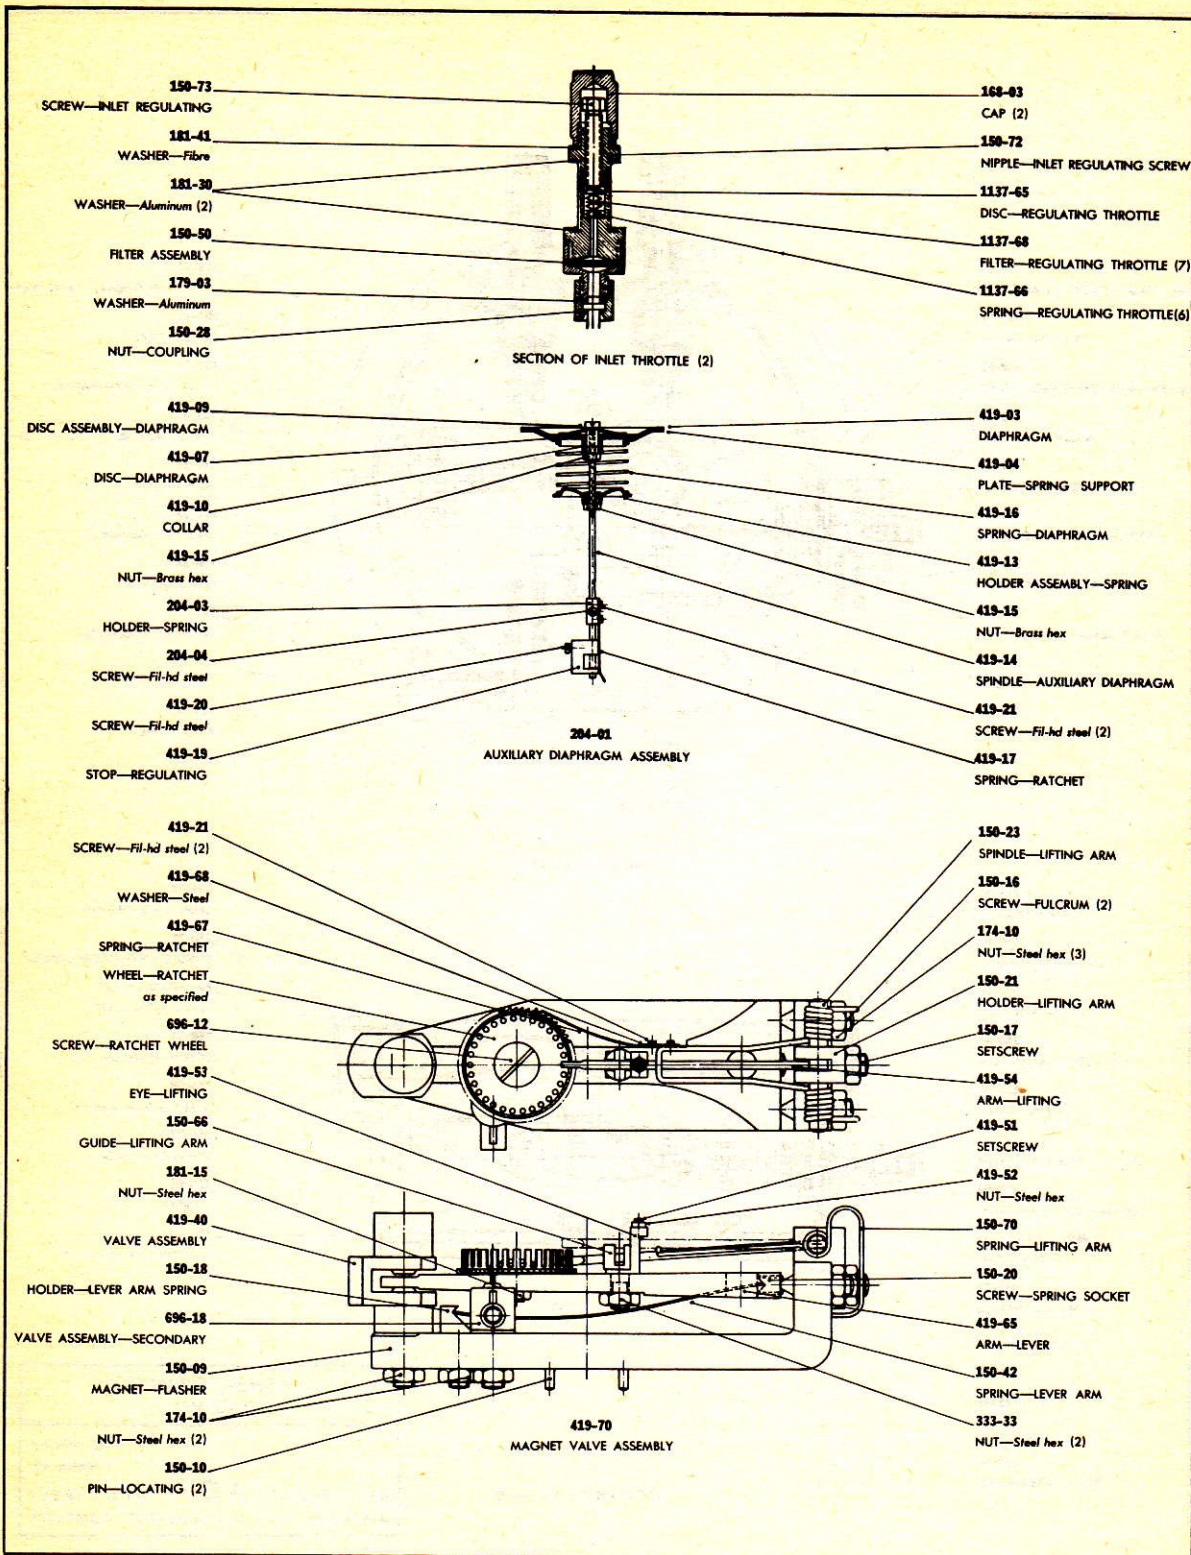 150-73
SCREW—INLET REGULATING
181-41
WASHER—Fibre
181-30
WASHER—Aluminum (2)
150-50
FILTER ASSEMBLY
179-03
WASHER—Aluminum
150-28
NUT—COUPLING
168-03
CAP (2)
150-72
NIPPLE—INLET REGULATING SCREW
1137-65
DISC—REGULATING THROTTLE
1137-68
FILTER—REGULATING THROTTLE (7)
1137-66
SPRING—REGULATING THROTTLE(6)
SECTION OF INLET THROTTLE (2)
419-09
DISC ASSEMBLY—DIAPHRAGM
419-07
DISC—DIAPHRAGM
419-10
COLLAR
419-15
NUT—Brass hex
204-03
HOLDER—SPRING
204-04
SCREW—Fil-hd steel
419-20
SCREW—Fil-hd steel
419-19
STOP—REGULATING
419-03
DIAPHRAGM
419-04
PLATE—SPRING SUPPORT
419-16
SPRING—DIAPHRAGM
419-13
HOLDER ASSEMBLY—SPRING
419-15
NUT—Brass hex
419-14
SPINDLE—AUXILIARY DIAPHRAGM
419-21
SCREW—Fil-hd steel (2)
419-17
SPRING—RATCHET
204-01
AUXILIARY DIAPHRAGM ASSEMBLY
419-21
SCREW—Fil-hd steel (2)
419-68
WASHER—Steel
419-67
SPRING—RATCHET
WHEEL—RATCHET
as specified
696-12
SCREW—RATCHET WHEEL
419-53
EYE—LIFTING
150-66
GUIDE—LIFTING ARM
181-15
NUT—Steel hex
419-40
VALVE ASSEMBLY
150-18
HOLDER—LEVER ARM SPRING
696-18
VALVE ASSEMBLY—SECONDARY
150-09
MAGNET—FLASHER
174-10
NUT—Steel hex (2)
150-10
PIN—LOCATING (2)
150-23
SPINDLE—LIFTING ARM
150-16
SCREW—FULCRUM (2)
174-10
NUT—Steel hex (3)
150-21
HOLDER—LIFTING ARM
150-17
SETSCREW
419-54
ARM—LIFTING
419-51
SETSCREW
419-52
NUT—Steel hex
150-70
SPRING—LIFTING ARM
150-20
SCREW—SPRING SOCKET
419-65
ARM—LEVER
150-42
SPRING—LEVER ARM
333-33
NUT—Steel hex (2)
419-70
MAGNET VALVE ASSEMBLY